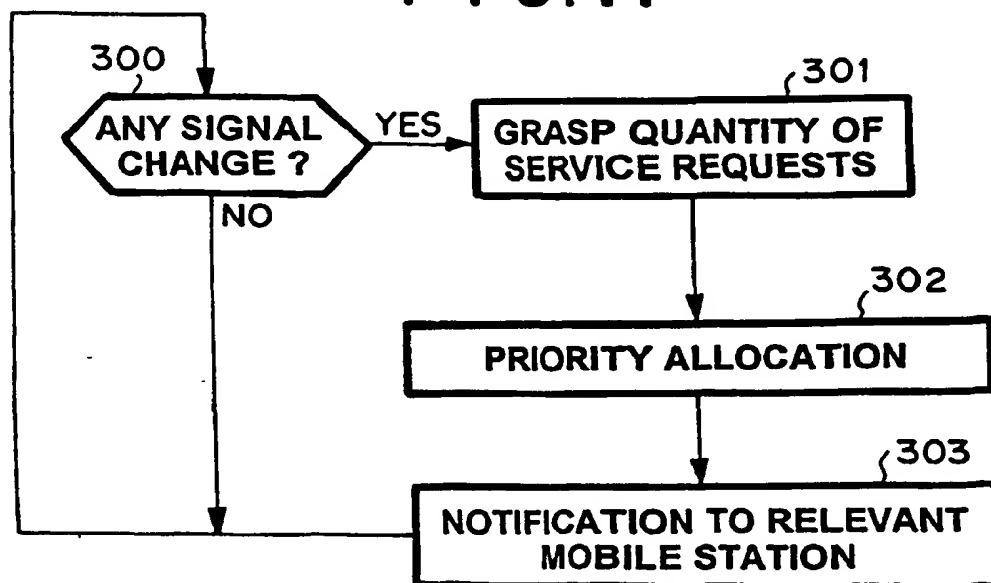 300
ANY SIGNAL
CHANGE ?
YES
NO
301
GRASP QUANTITY OF
SERVICE REQUESTS
302
PRIORITY ALLOCATION
303
NOTIFICATION TO RELEVANT
MOBILE STATION